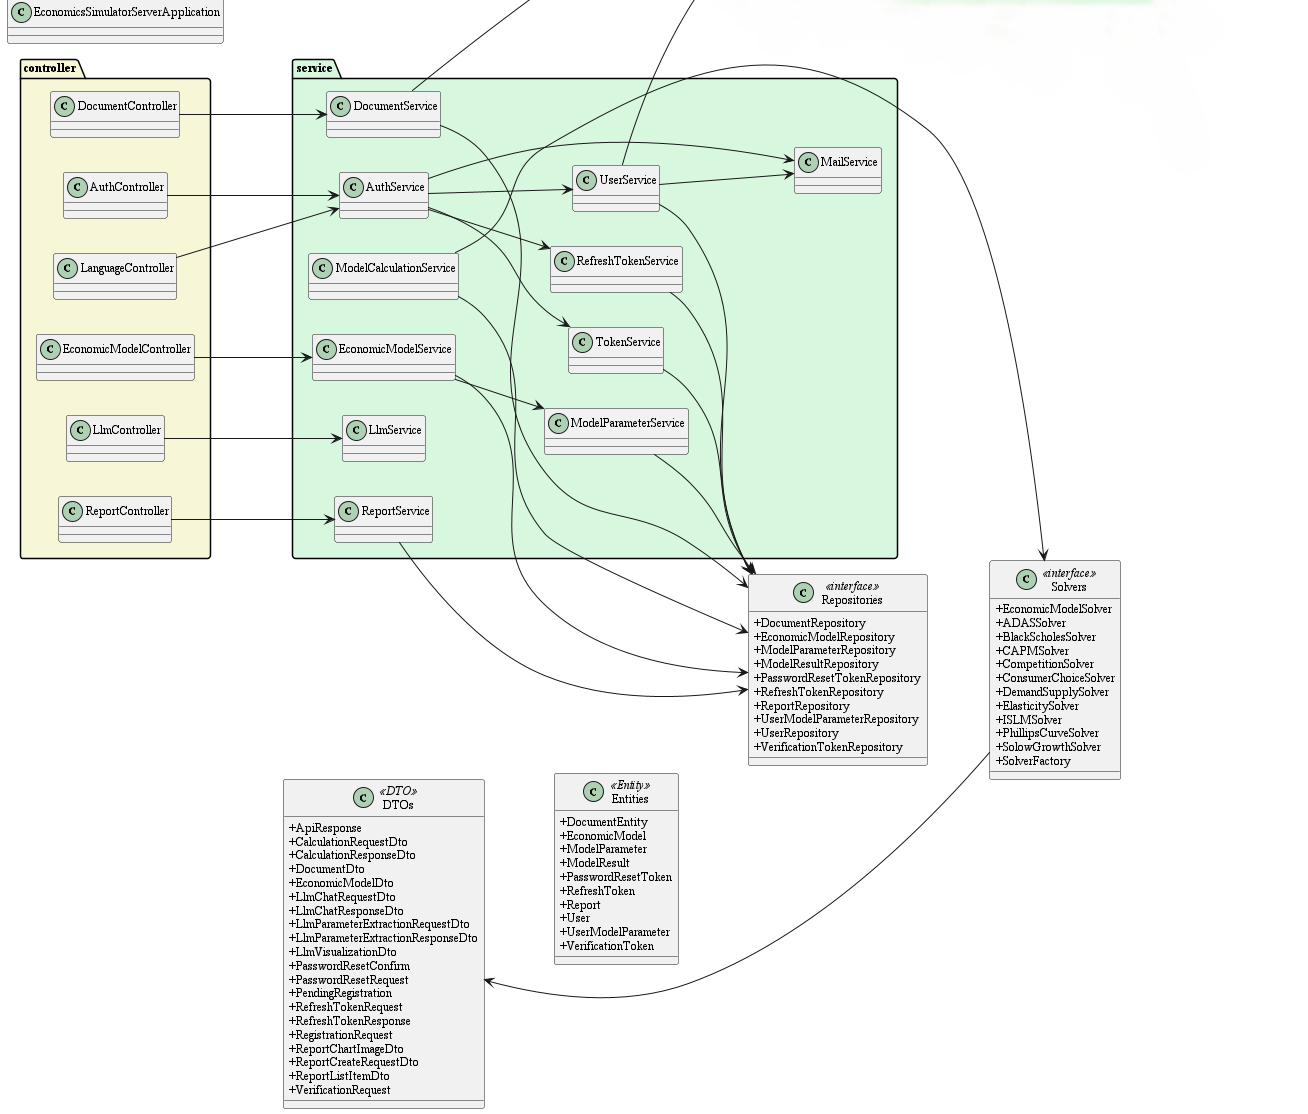 C EconomicsSimulatorServerApplication
controller
C DocumentController
C AuthController
C LanguageController
C EconomicModelController
C LlmController
C ReportController
service
C DocumentService
C AuthService
C ModelCalculationService
C EconomicModelService
C LlmService
C ReportService
C UserService
C RefreshTokenService
C TokenService
C ModelParameterService
C MailService
C «interface»
Repositories
+DocumentRepository
+EconomicModelRepository
+ModelParameterRepository
+ModelResultRepository
+PasswordResetTokenRepository
+RefreshTokenRepository
+ReportRepository
+UserModelParameterRepository
+UserRepository
+VerificationTokenRepository
C «interface»
Solvers
+EconomicModelSolver
+ADASSolver
+BlackScholesSolver
+CAPMSolver
+CompetitionSolver
+ConsumerChoiceSolver
+DemandSupplySolver
+ElasticitySolver
+ISLMSolver
+PhillipsCurveSolver
+SolowGrowthSolver
+SolverFactory
C «DTO»
DTOs
+ApiResponse
+CalculationRequestDto
+CalculationResponseDto
+DocumentDto
+EconomicModelDto
+LlmChatRequestDto
+LlmChatResponseDto
+LlmParameterExtractionRequestDto
+LlmParameterExtractionResponseDto
+LlmVisualizationDto
+PasswordResetConfirm
+PasswordResetRequest
+PendingRegistration
+RefreshTokenRequest
+RefreshTokenResponse
+RegistrationRequest
+ReportChartImageDto
+ReportCreateRequestDto
+ReportListItemDto
+VerificationRequest
C «Entity»
Entities
+DocumentEntity
+EconomicModel
+ModelParameter
+ModelResult
+PasswordResetToken
+RefreshToken
+Report
+User
+UserModelParameter
+VerificationToken